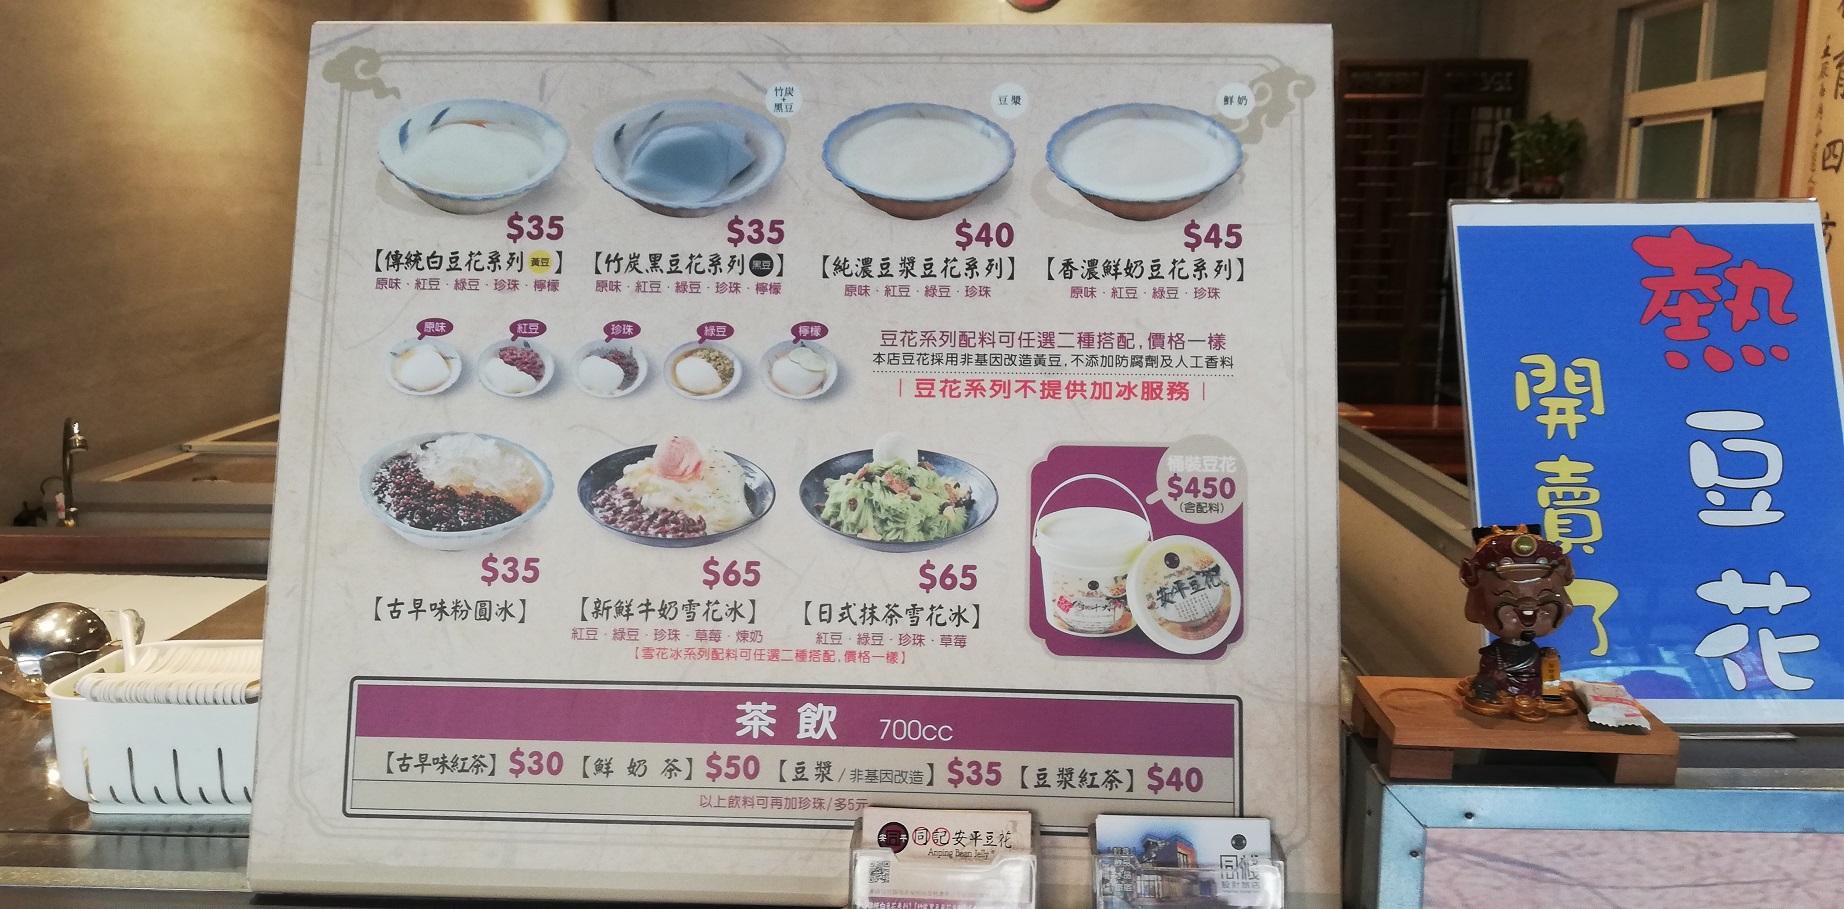 竹炭
+
黑豆
豆漿
鮮奶
$35
$35
$40
$45
【傳統白豆花系列 黃豆】
【竹炭黑豆花系列 黑豆】
【純濃豆漿豆花系列】
【香濃鮮奶豆花系列】
原味·紅豆·綠豆·珍珠·檸檬
原味·紅豆·綠豆·珍珠·檸檬
原味·紅豆·綠豆·珍珠
原味·紅豆·綠豆·珍珠
原味
紅豆
珍珠
綠豆
檸檬
豆花系列配料可任選二種搭配,價格一樣
本店豆花採用非基因改造黃豆,不添加防腐劑及人工香料
|豆花系列不提供加冰服務|
桶裝豆花
$450
(含配料)
安平豆花
$35
$65
$65
【古早味粉圓冰】
【新鮮牛奶雪花冰】
【日式抹茶雪花冰】
紅豆·綠豆·珍珠·草莓·煉奶
紅豆·綠豆·珍珠·草莓
【雪花冰系列配料可任選二種搭配,價格一樣】
茶飲 700cc
【古早味紅茶】$30【鮮奶茶】$50【豆漿/非基因改造】$35【豆漿紅茶】$40
以上飲料可再加珍珠/多5元
同記安平豆花
Anping Bean Jelly
同棧
設計旅店
熱豆花
開賣了
四方